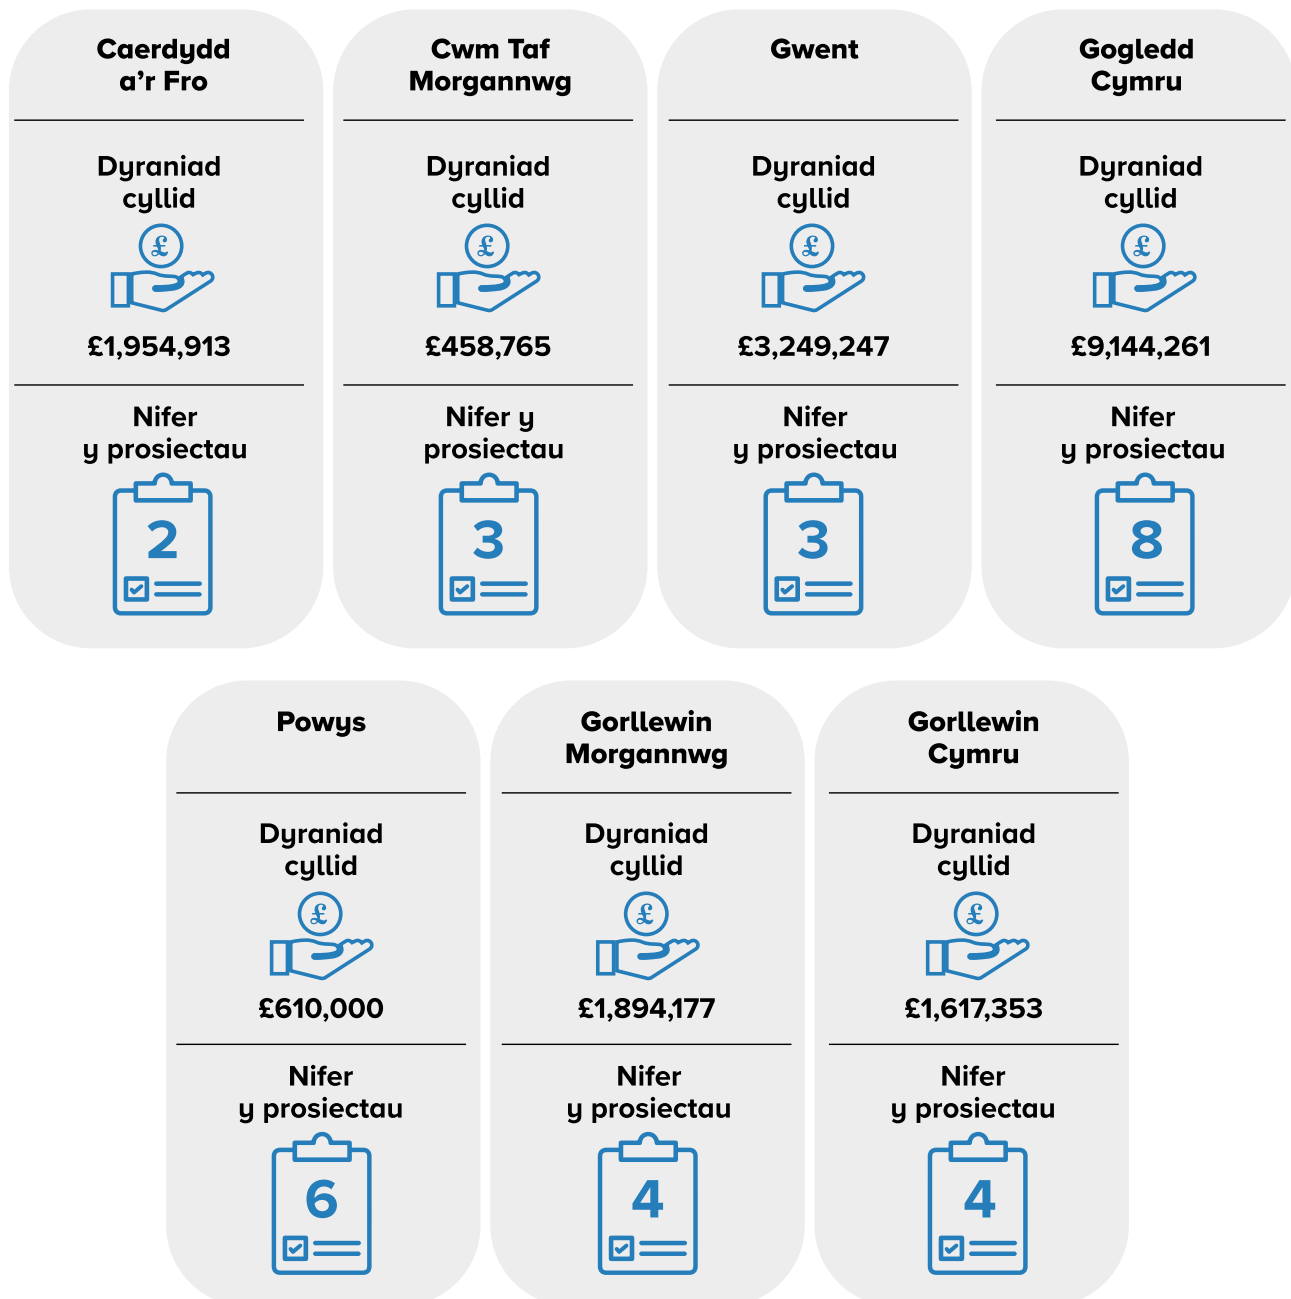 Caerdydd
a’r Fro
Dyraniad
cyllid
£
£1,954,913
Nifer
y prosiectau
2
Cwm Taf
Morgannwg
Dyraniad
cyllid
£
£458,765
Nifer y
prosiectau
3
Gwent
Dyraniad
cyllid
£
£3,249,247
Nifer
y prosiectau
3
Gogledd
Cymru
Dyraniad
cyllid
£
£9,144,261
Nifer
y prosiectau
8
Powys
Dyraniad
cyllid
£
£610,000
Nifer
y prosiectau
6
Gorllewin
Morgannwg
Dyraniad
cyllid
£
£1,894,177
Nifer
y prosiectau
4
Gorllewin
Cymru
Dyraniad
cyllid
£
£1,617,353
Nifer
y prosiectau
4